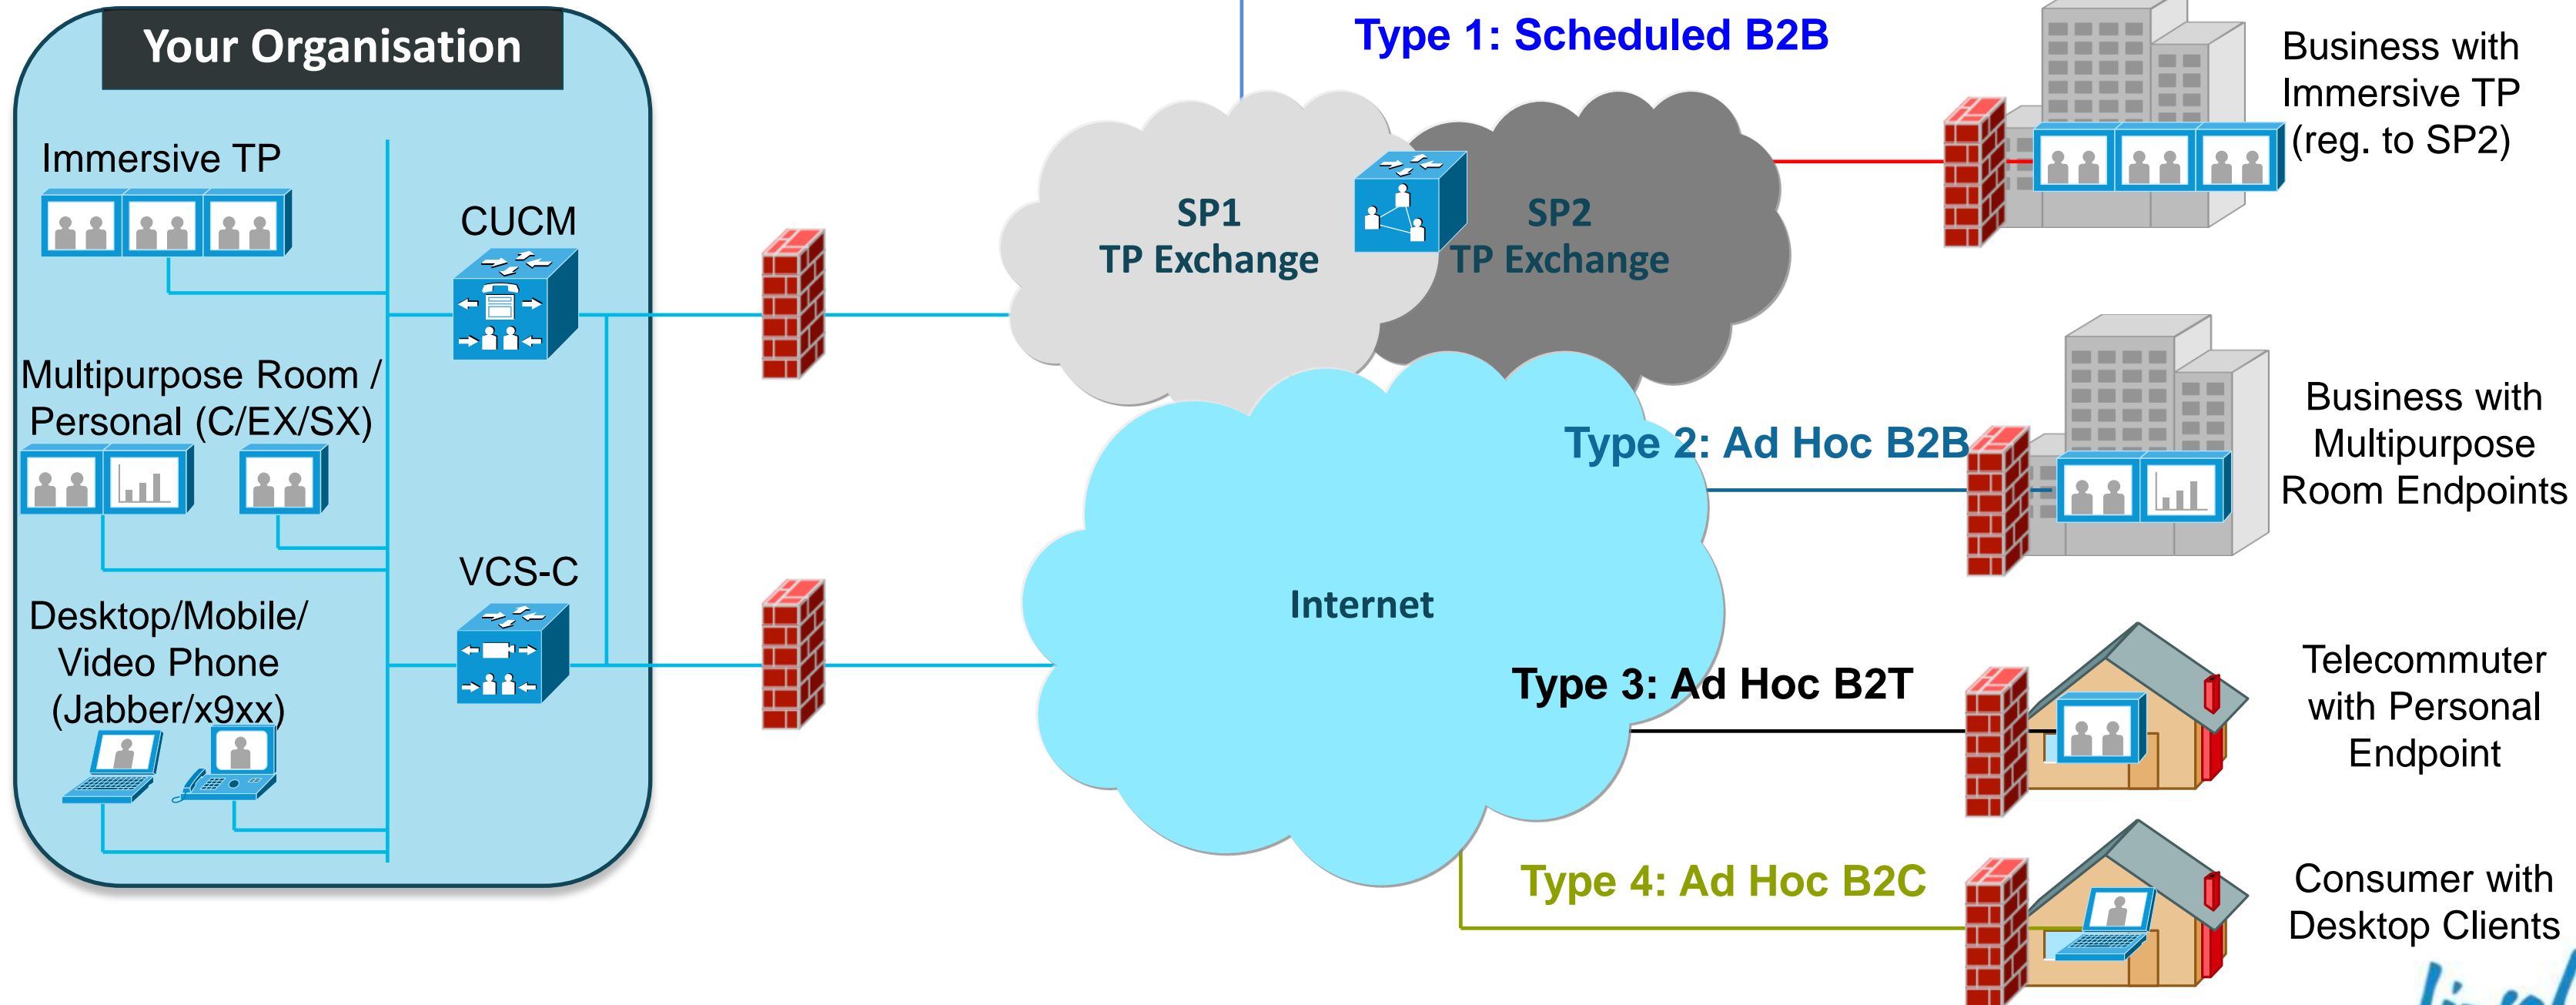 Your Organisation
Immersive TP
CUCM
Multipurpose Room /
Personal (C/EX/SX)
VCS-C
Desktop/Mobile/
Video Phone
(Jabber/x9xx)
Type 1: Scheduled B2B
SP1
TP Exchange
SP2
TP Exchange
Business with
Immersive TP
(reg. to SP2)
Type 2: Ad Hoc B2B
Business with
Multipurpose
Room Endpoints
Internet
Type 3: Ad Hoc B2T
Telecommuter
with Personal
Endpoint
Type 4: Ad Hoc B2C
Consumer with
Desktop Clients